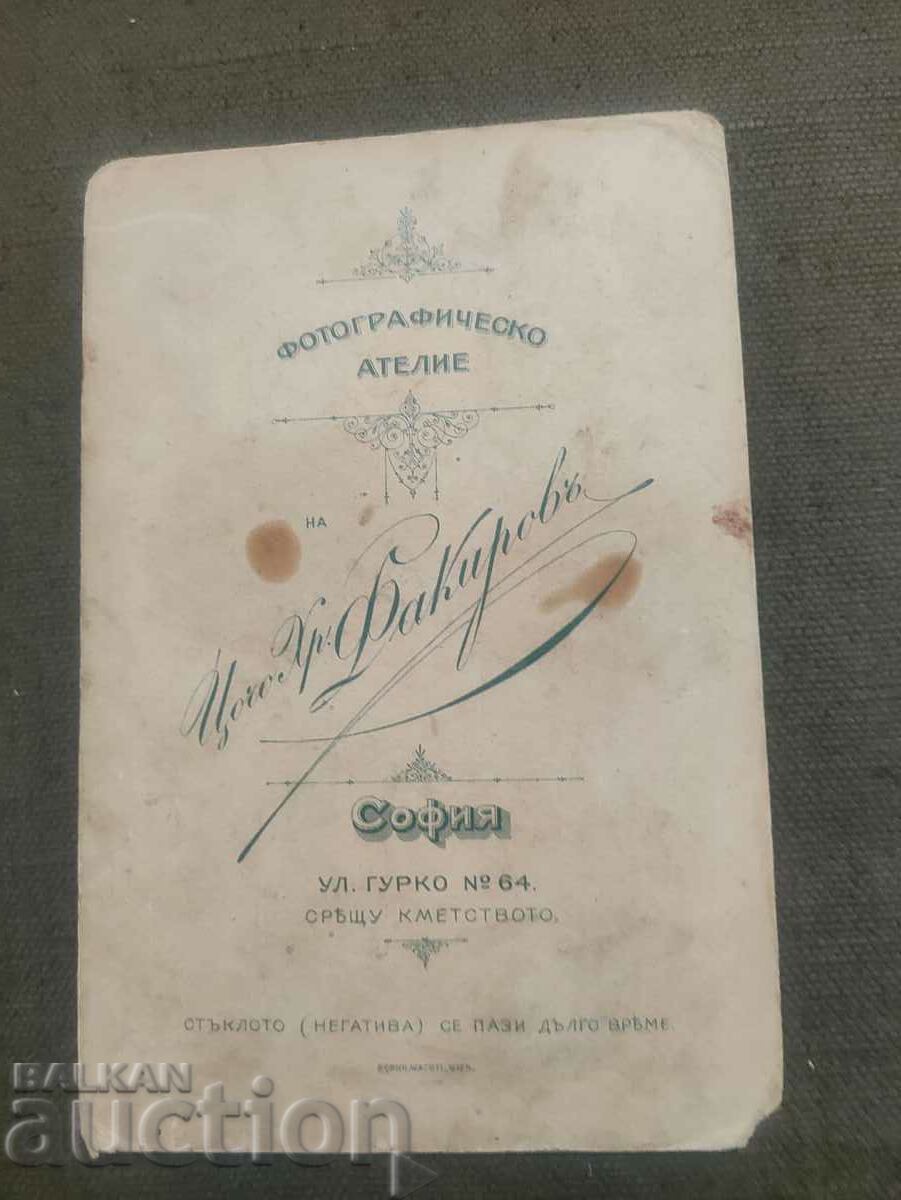 ФОТОГРАФИЧЕСКО
АТЕЛИЕ
НА
Цочо Хр. Факировъ
София
УЛ. ГУРКО № 64.
СРѢЩУ КМЕТСТВОТО,
СТЪКЛОТО (НЕГАТИВА) СЕ ПАЗИ ДЪЛГО ВРѢМЕ.
WIEN.
BALKAN
auction